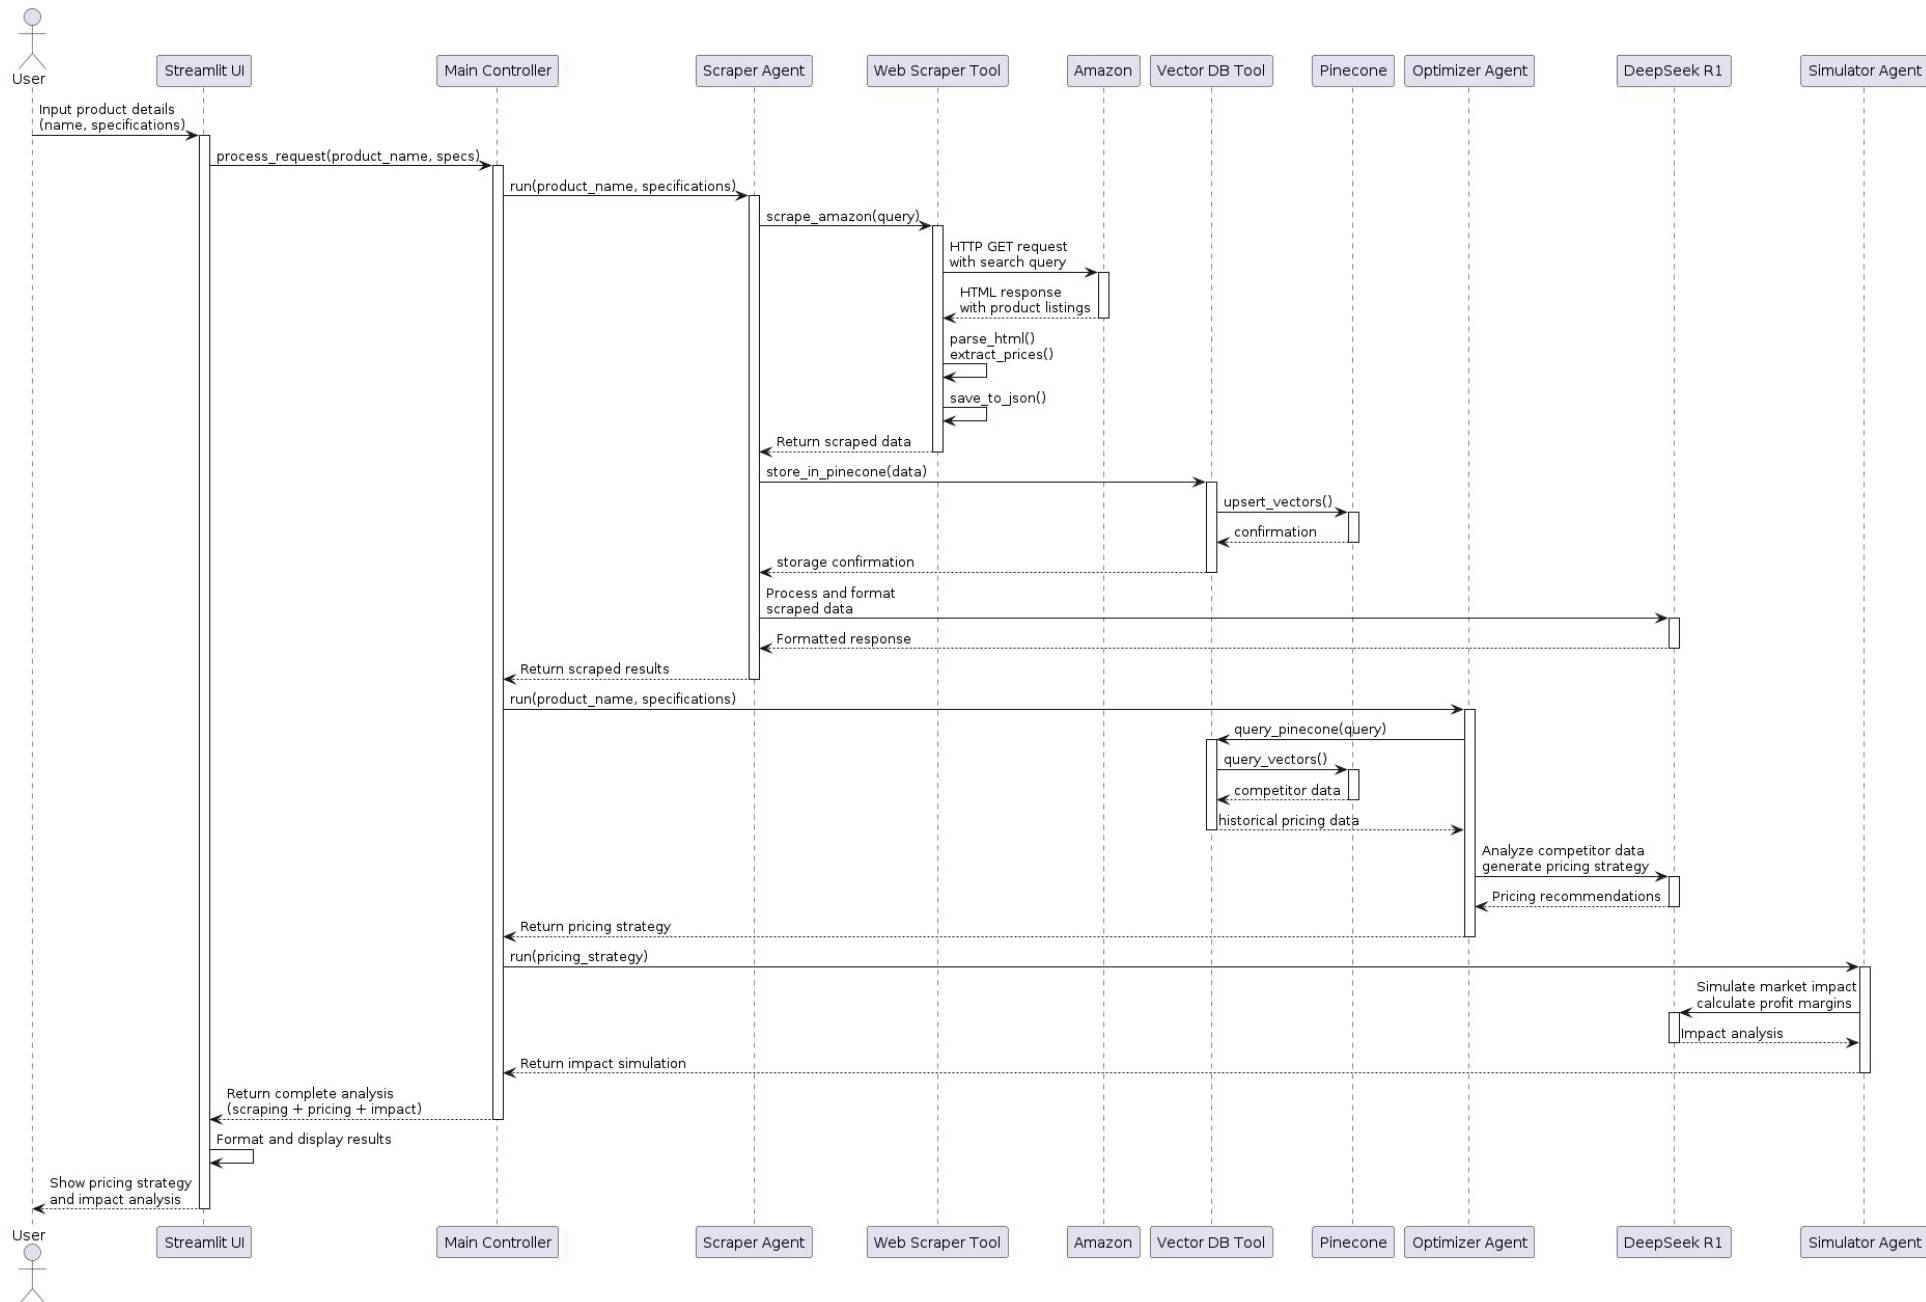 User
Streamlit UI
Main Controller
Scraper Agent
Web Scraper Tool
Amazon
Vector DB Tool
Pinecone
Optimizer Agent
DeepSeek R1
Simulator Agent
Input product details
(name, specifications)
process_request(product_name, specs)
run(product_name, specifications)
scrape_amazon(query)
HTTP GET request
with search query
HTML response
with product listings
parse_html()
extract_prices()
save_to_json()
Return scraped data
store_in_pinecone(data)
upsert_vectors()
confirmation
storage confirmation
Process and format
scraped data
Formatted response
Return scraped results
run(product_name, specifications)
query_pinecone(query)
query_vectors()
competitor data
historical pricing data
Analyze competitor data
generate pricing strategy
Pricing recommendations
Return pricing strategy
run(pricing_strategy)
Simulate market impact
calculate profit margins
Impact analysis
Return impact simulation
Return complete analysis
(scraping + pricing + impact)
Format and display results
Show pricing strategy
and impact analysis
User
Streamlit UI
Main Controller
Scraper Agent
Web Scraper Tool
Amazon
Vector DB Tool
Pinecone
Optimizer Agent
DeepSeek R1
Simulator Agent